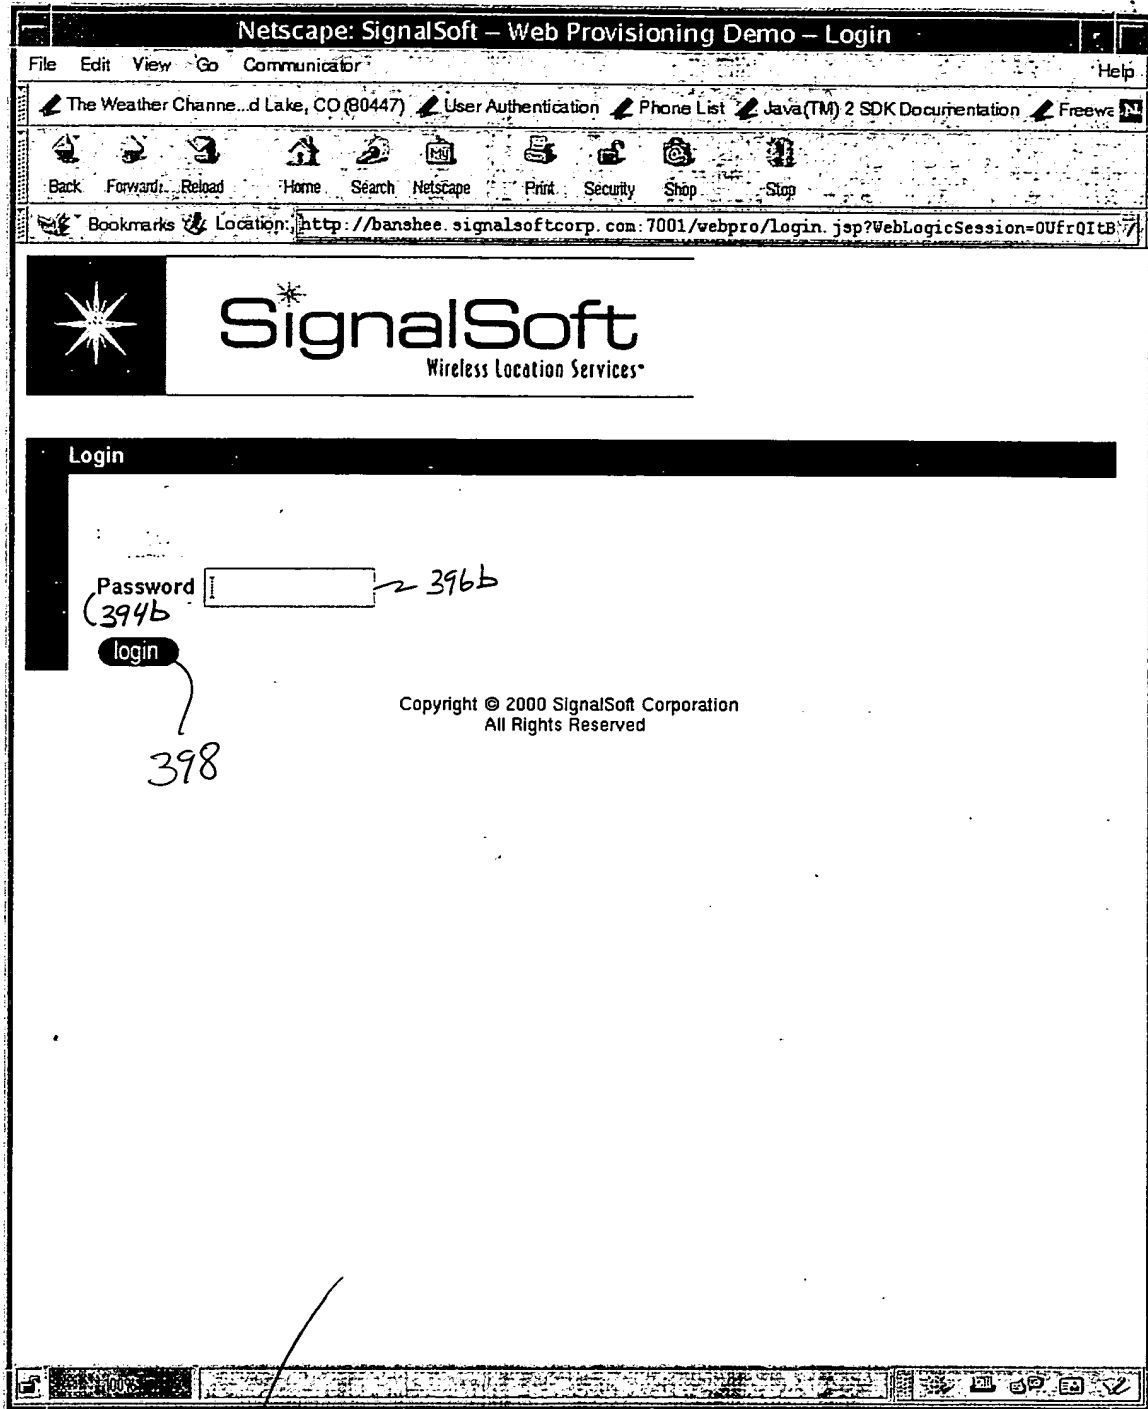 Netscape: SignalSoft – Web Provisioning Demo – Login
File Edit View Go Communicator Help
The Weather Channe...d Lake, CO (80447) User Authentication Phone List Java(TM) 2 SDK Documentation Freewa
Back Forward Reload Home Search Netscape Print Security Shop Stop
Bookmarks Location: http://banshee.signalsoftcorp.com:7001/webpro/login.jsp?WebLogicSession=OUfrQItB
SignalSoft
Wireless Location Services
Login
Password 396b
394b
login
Copyright © 2000 SignalSoft Corporation
All Rights Reserved
398
100%